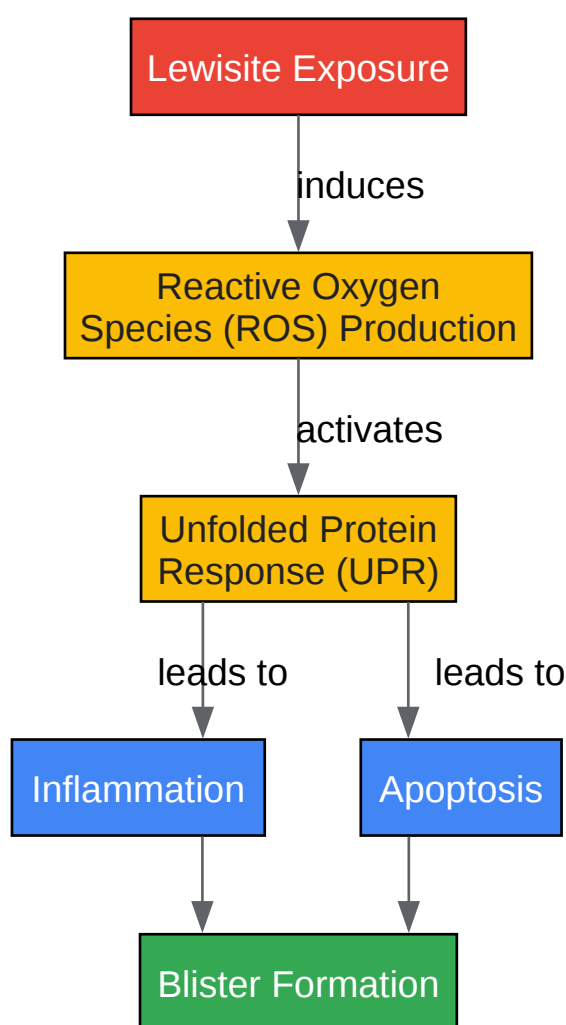 Lewisite Exposure
induces
Reactive Oxygen
Species (ROS) Production
activates
Unfolded Protein
Response (UPR)
leads to
leads to
Inflammation
Apoptosis
Blister Formation